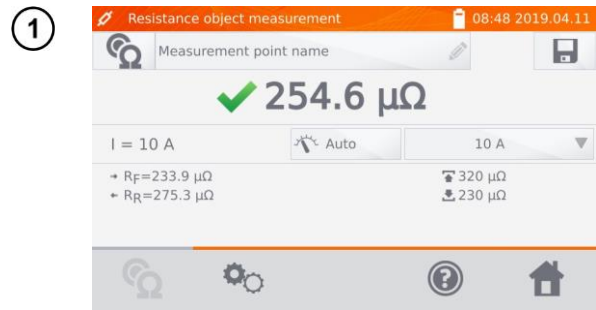 1
Resistance object measurement 08:48 2019.04.11
Measurement point name
254.6 µΩ
I = 10 A Auto 10 A
→ RF=233.9 µΩ 320 µΩ
← RR=275.3 µΩ 230 µΩ